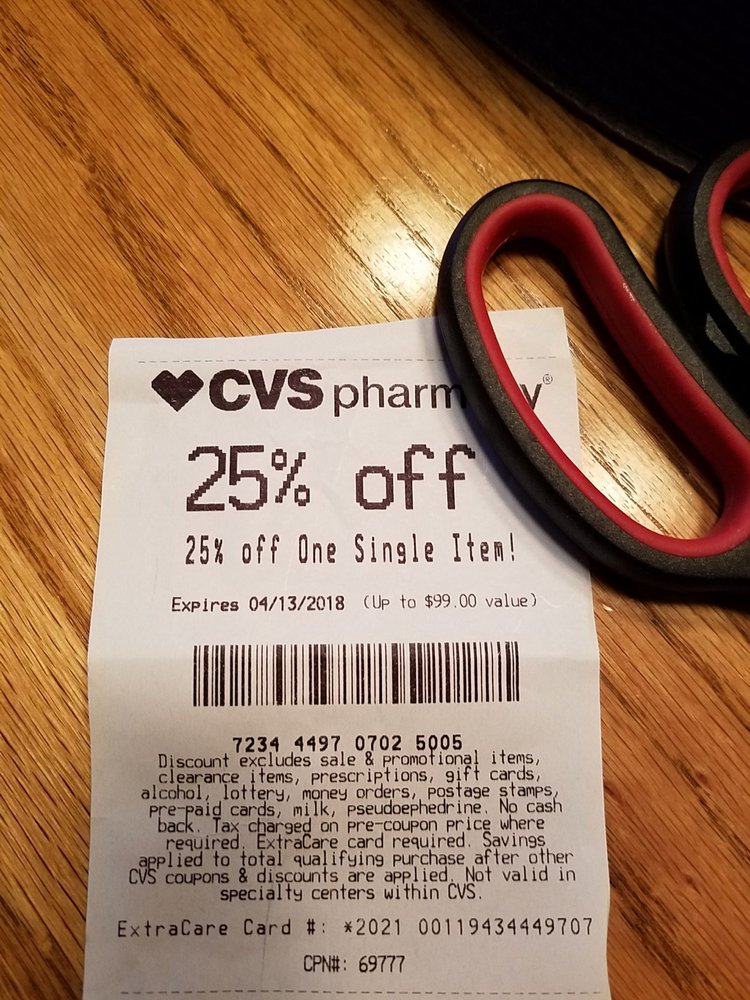 CVS pharm y®
25% off
25% off One Single Item!
Expires 04/13/2018 (Up to $99.00 value)
7234 4497 0702 5005
Discount excludes sale & promotional items,
clearance items, prescriptions, gift cards,
alcohol, lottery, money orders, postage stamps,
pre-paid cards, milk, pseudoephedrine. No cash
back. Tax charged on pre-coupon price where
required. ExtraCare card required. Savings
applied to total qualifying purchase after other
CVS coupons & discounts are applied. Not valid in
specialty centers within CVS.
ExtraCare Card #: *2021 00119434449707
CPN#: 69777